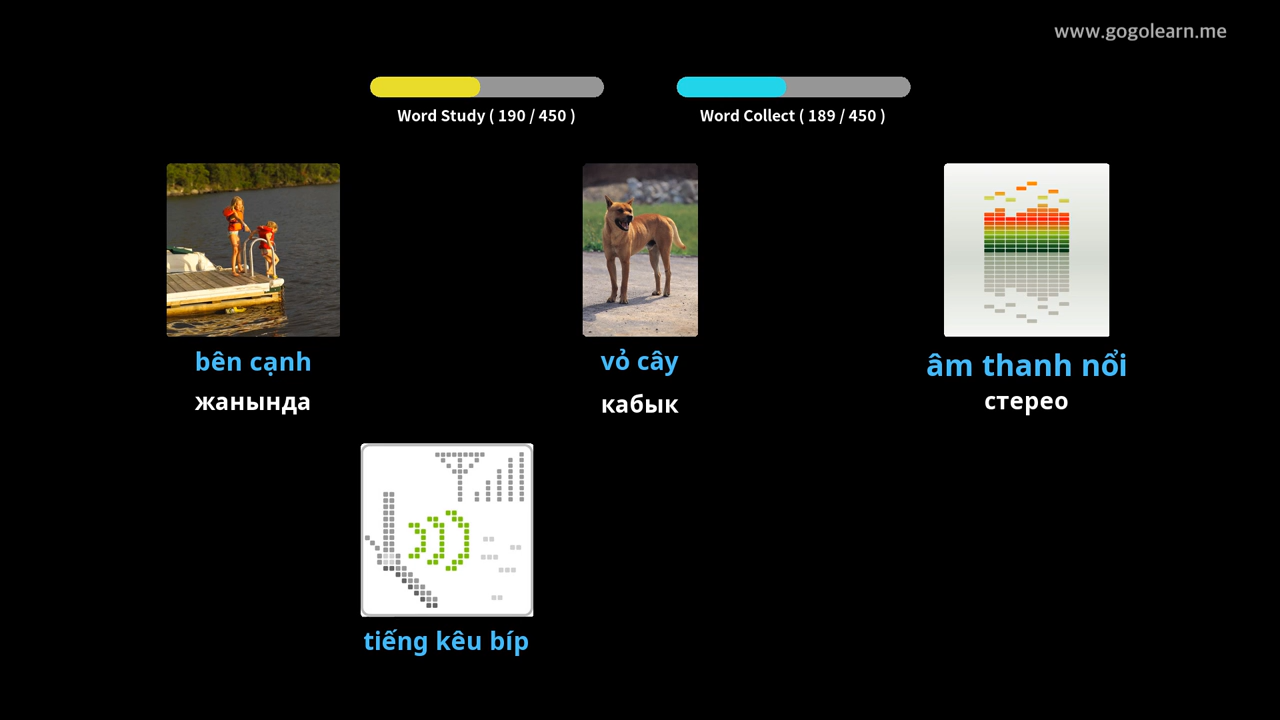 www.gogolearn.me
Word Study ( 190 / 450 )
Word Collect ( 189 / 450 )
bên cạnh
жанында
vỏ cây
кабык
âm thanh nổi
стерео
tiếng kêu bíp